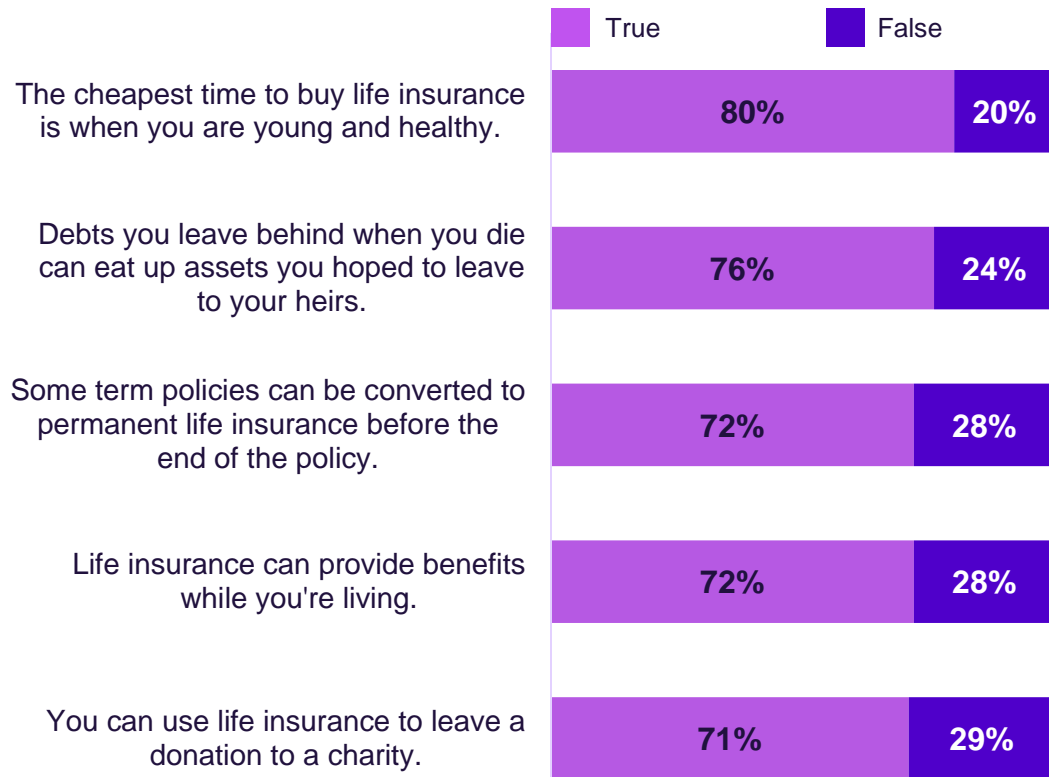 True False
The cheapest time to buy life insurance
is when you are young and healthy.
80% 20%
Debts you leave behind when you die
can eat up assets you hoped to leave
to your heirs.
76% 24%
Some term policies can be converted to
permanent life insurance before the
end of the policy.
72% 28%
Life insurance can provide benefits
while you're living.
72% 28%
You can use life insurance to leave a
donation to a charity.
71% 29%